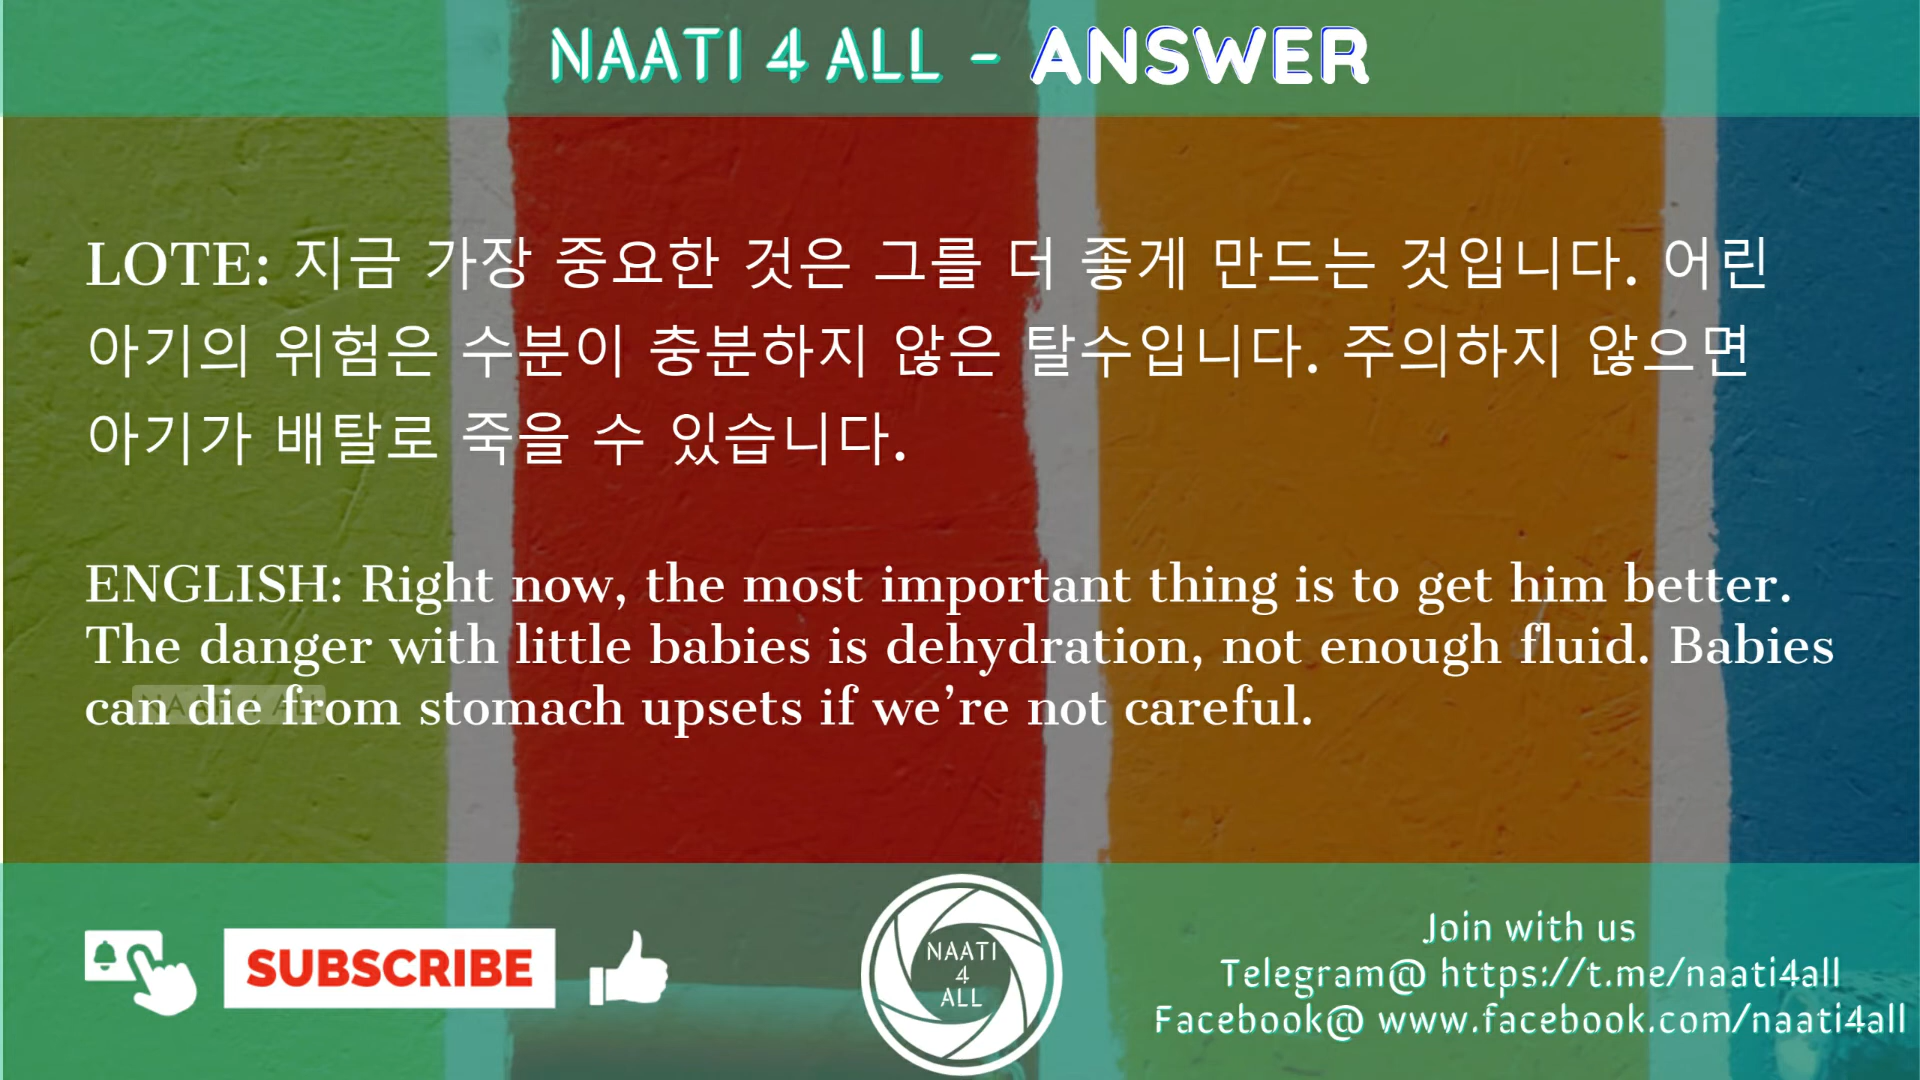 NAATI 4 ALL - ANSWER
LOTE: 지금 가장 중요한 것은 그를 더 좋게 만드는 것입니다. 어린
아기의 위험은 수분이 충분하지 않은 탈수입니다. 주의하지 않으면
아기가 배탈로 죽을 수 있습니다.
ENGLISH: Right now, the most important thing is to get him better.
The danger with little babies is dehydration, not enough fluid. Babies
can die from stomach upsets if we’re not careful.
NAATI 4 ALL
SUBSCRIBE
NAATI
4
ALL
Join with us
Telegram@ https://t.me/naati4all
Facebook@ www.facebook.com/naati4all